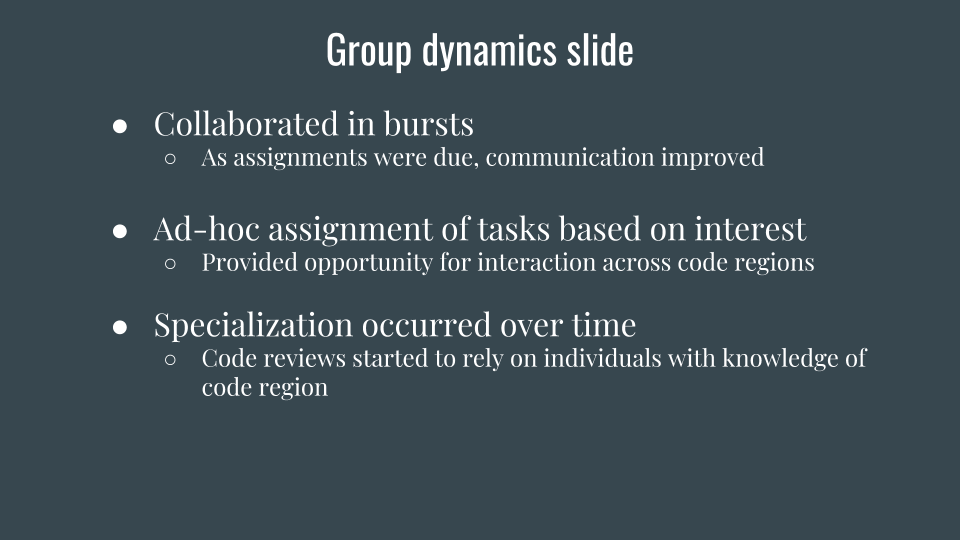 Group dynamics slide
● Collaborated in bursts
○ As assignments were due, communication improved
● Ad-hoc assignment of tasks based on interest
○ Provided opportunity for interaction across code regions
● Specialization occurred over time
○ Code reviews started to rely on individuals with knowledge of
code region